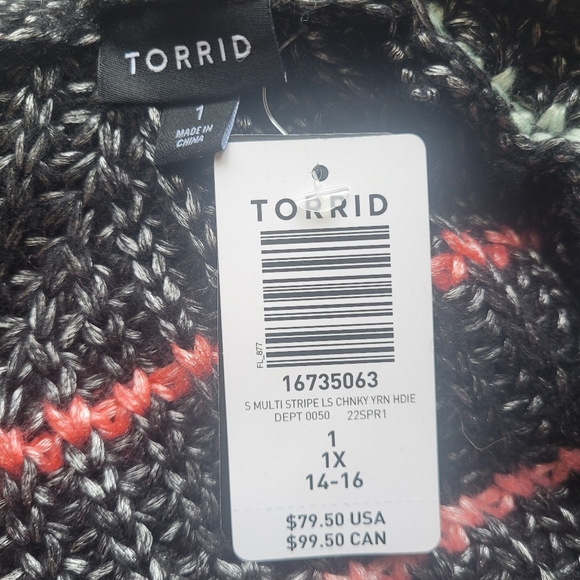 TORRID
1
MADE IN
CHINA
TORRID
FL_877
16735063
S MULTI STRIPE LS CHNKY YRN HDIE
DEPT 0050 22SPR1
1
1X
14-16
$79.50 USA
$99.50 CAN